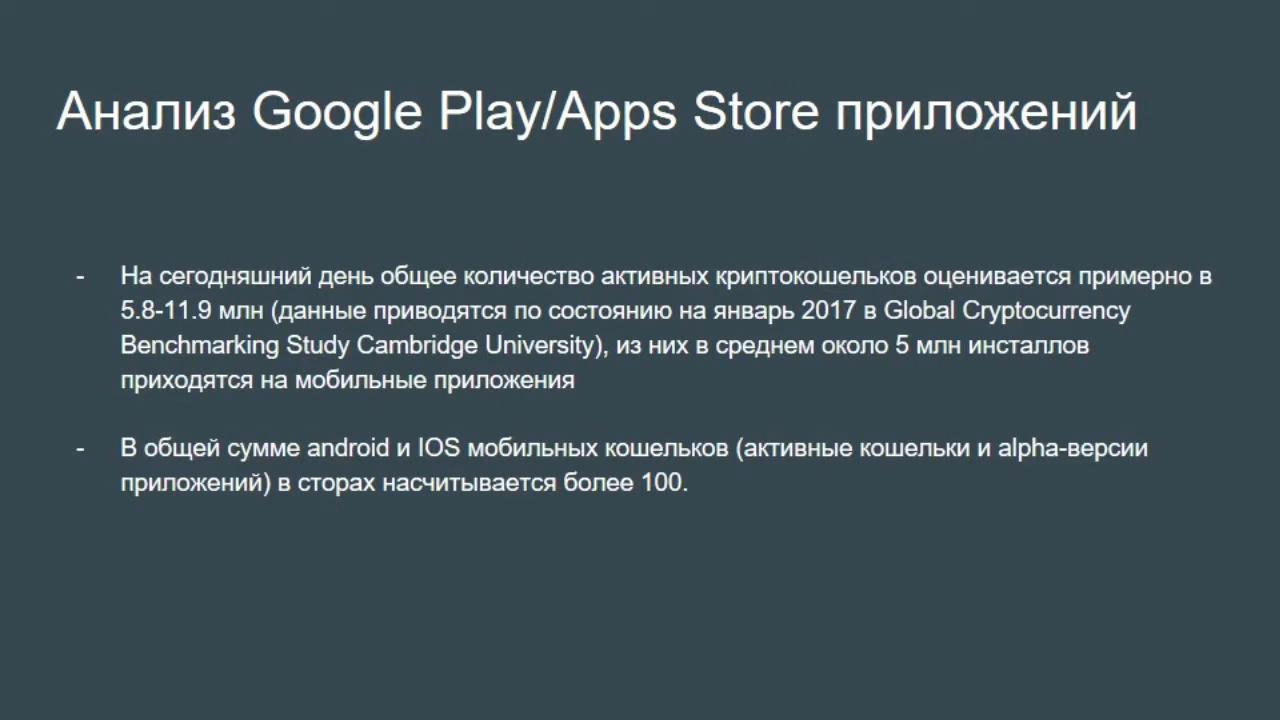 Анализ Google Play/Apps Store приложений
- На сегодняшний день общее количество активных криптокошельков оценивается примерно в
5.8-11.9 млн (данные приводятся по состоянию на январь 2017 в Global Cryptocurrency
Benchmarking Study Cambridge University), из них в среднем около 5 млн инсталлов
приходятся на мобильные приложения
- В общей сумме android и IOS мобильных кошельков (активные кошельки и alpha-версии
приложений) в сторах насчитывается более 100.